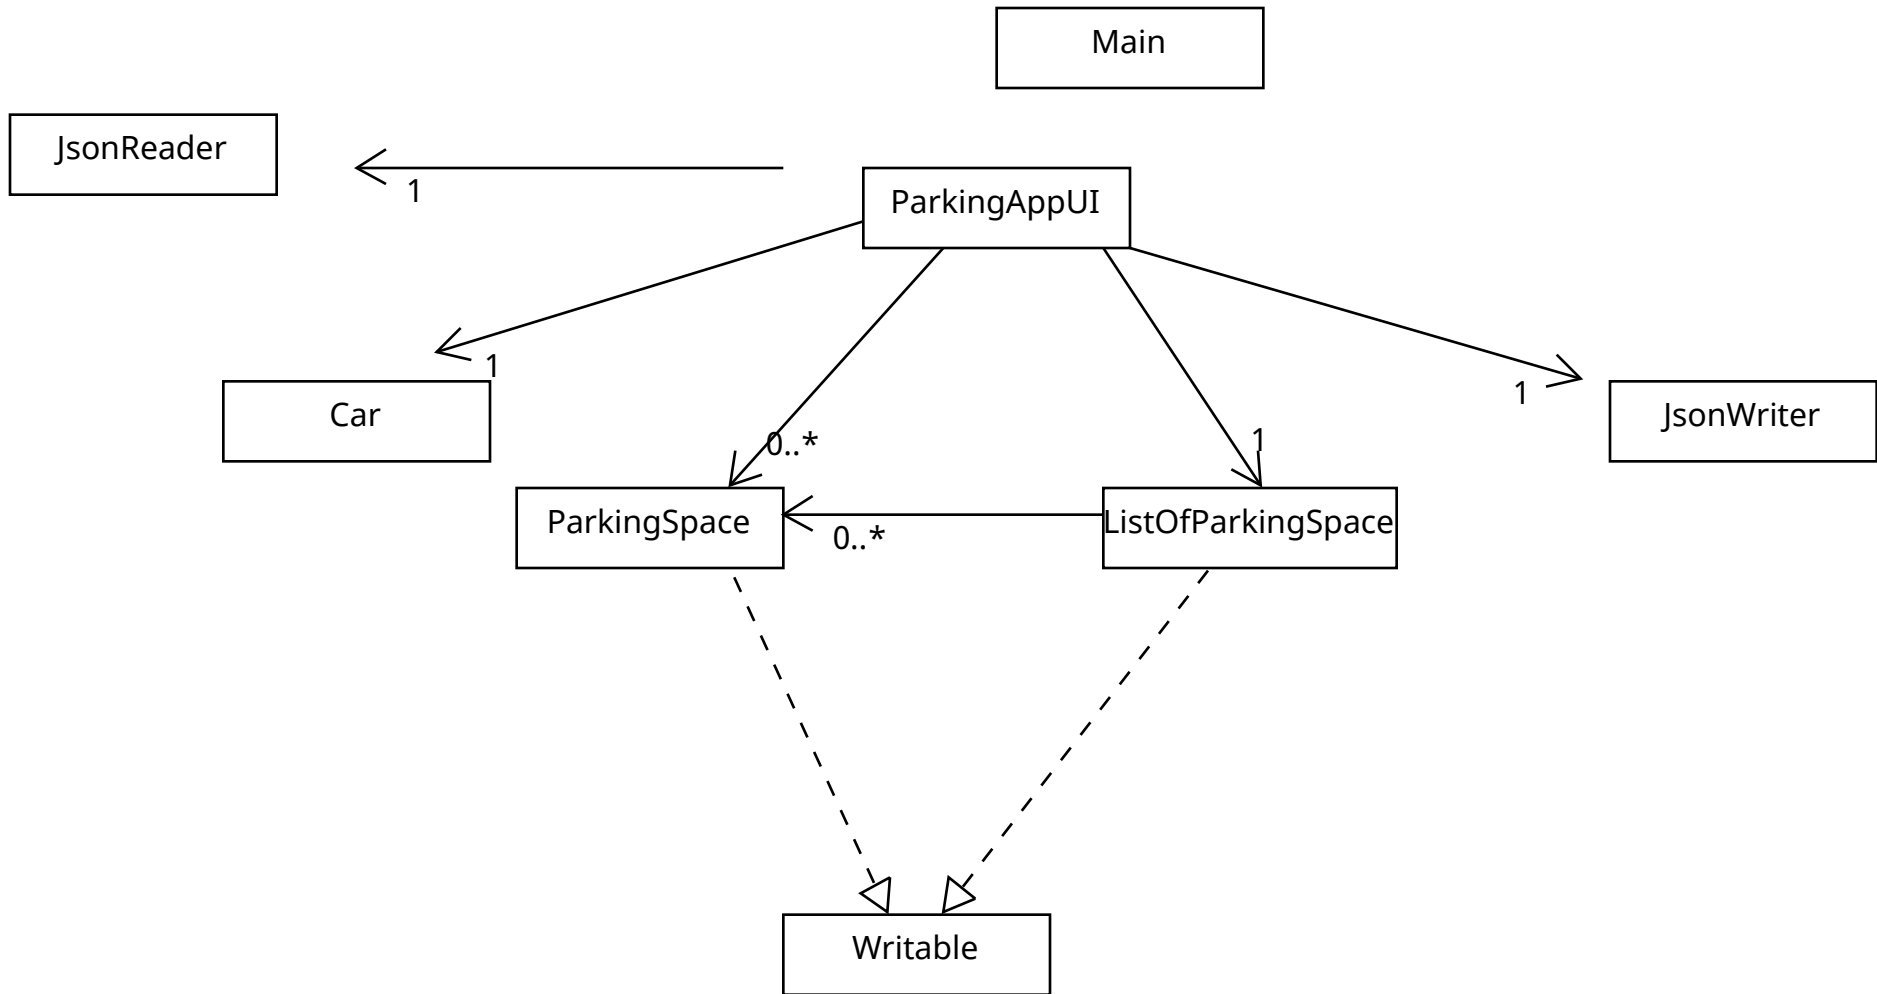 Main
JsonReader
1
ParkingAppUI
1
Car
1
JsonWriter
0..*
1
ParkingSpace
0..*
ListOfParkingSpace
Writable